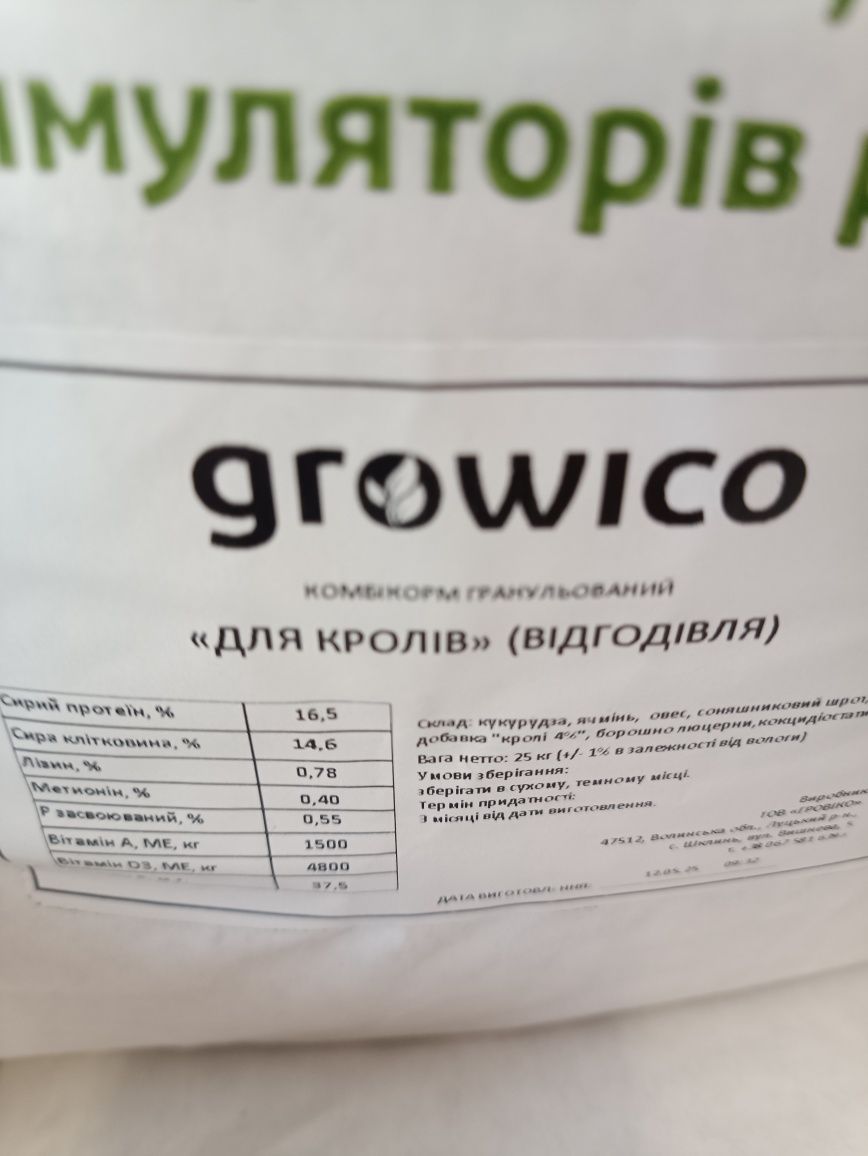 имуляторів р
growico
КОМБІКОРМ ГРАНУЛЬОВАНИЙ
«ДЛЯ КРОЛІВ» (ВІДГОДІВЛЯ)
Сирий протеїн, % 16,5
Сира клітковина, % 14,6
Лізин, % 0,78
Метионін, % 0,40
Р засвоюваний, % 0,55
Вітамін А, МЕ, кг 1500
Вітамін D3, МЕ, кг 4800
37,5
Склад: кукурудза, ячмінь, овес, соняшниковий шрот,
добавка "кролі 4%", борошно люцерни, кокцидіостати
Вага нетто: 25 кг (+/- 1% в залежності від вологи)
Умови зберігання:
зберігати в сухому, темному місці.
Термін придатності:
3 місяці від дати виготовлення.
Виробник
ТОВ «ГРОВІКО»
47512, Волинська обл., Луцький р-н.,
с. Шклинь, вул. Вишнева, 5
ДАТА ВИГОТОВЛЕННЯ: 12.05.25 09:32